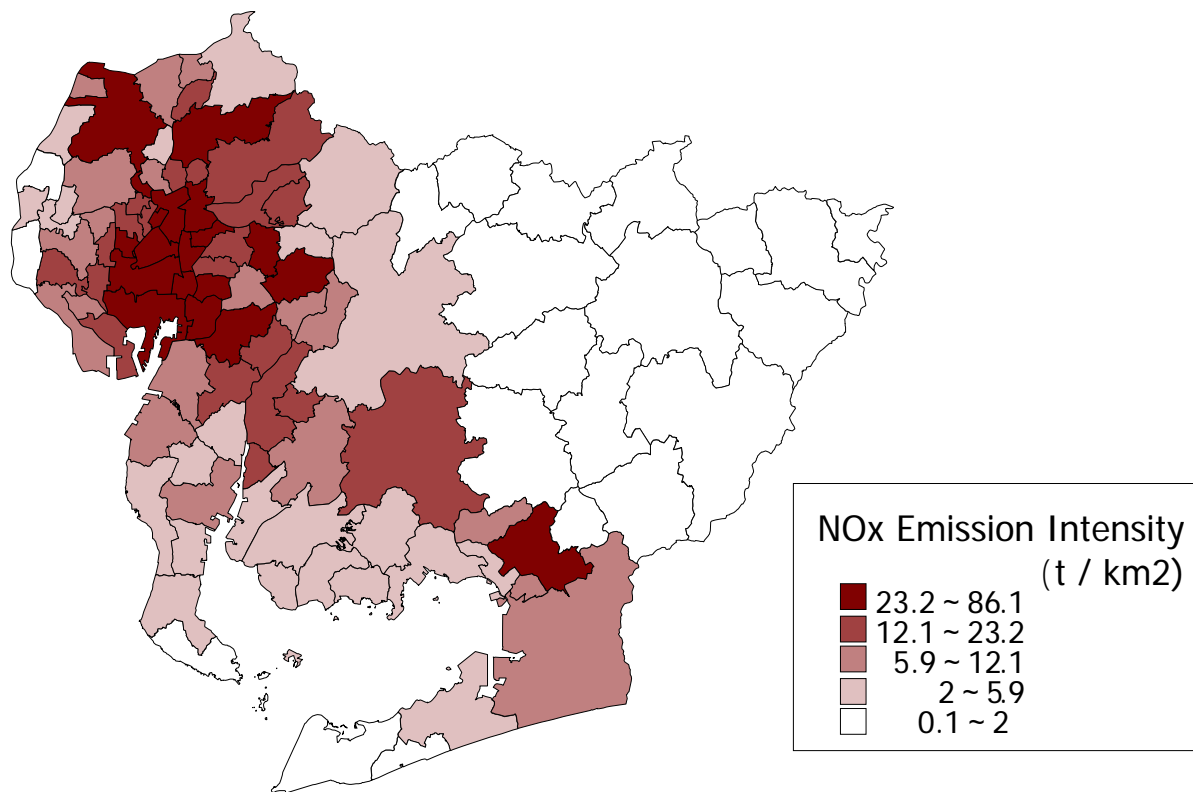 NOx Emission Intensity
(t / km2)
23.2 ~ 86.1
12.1 ~ 23.2
5.9 ~ 12.1
2 ~ 5.9
0.1 ~ 2